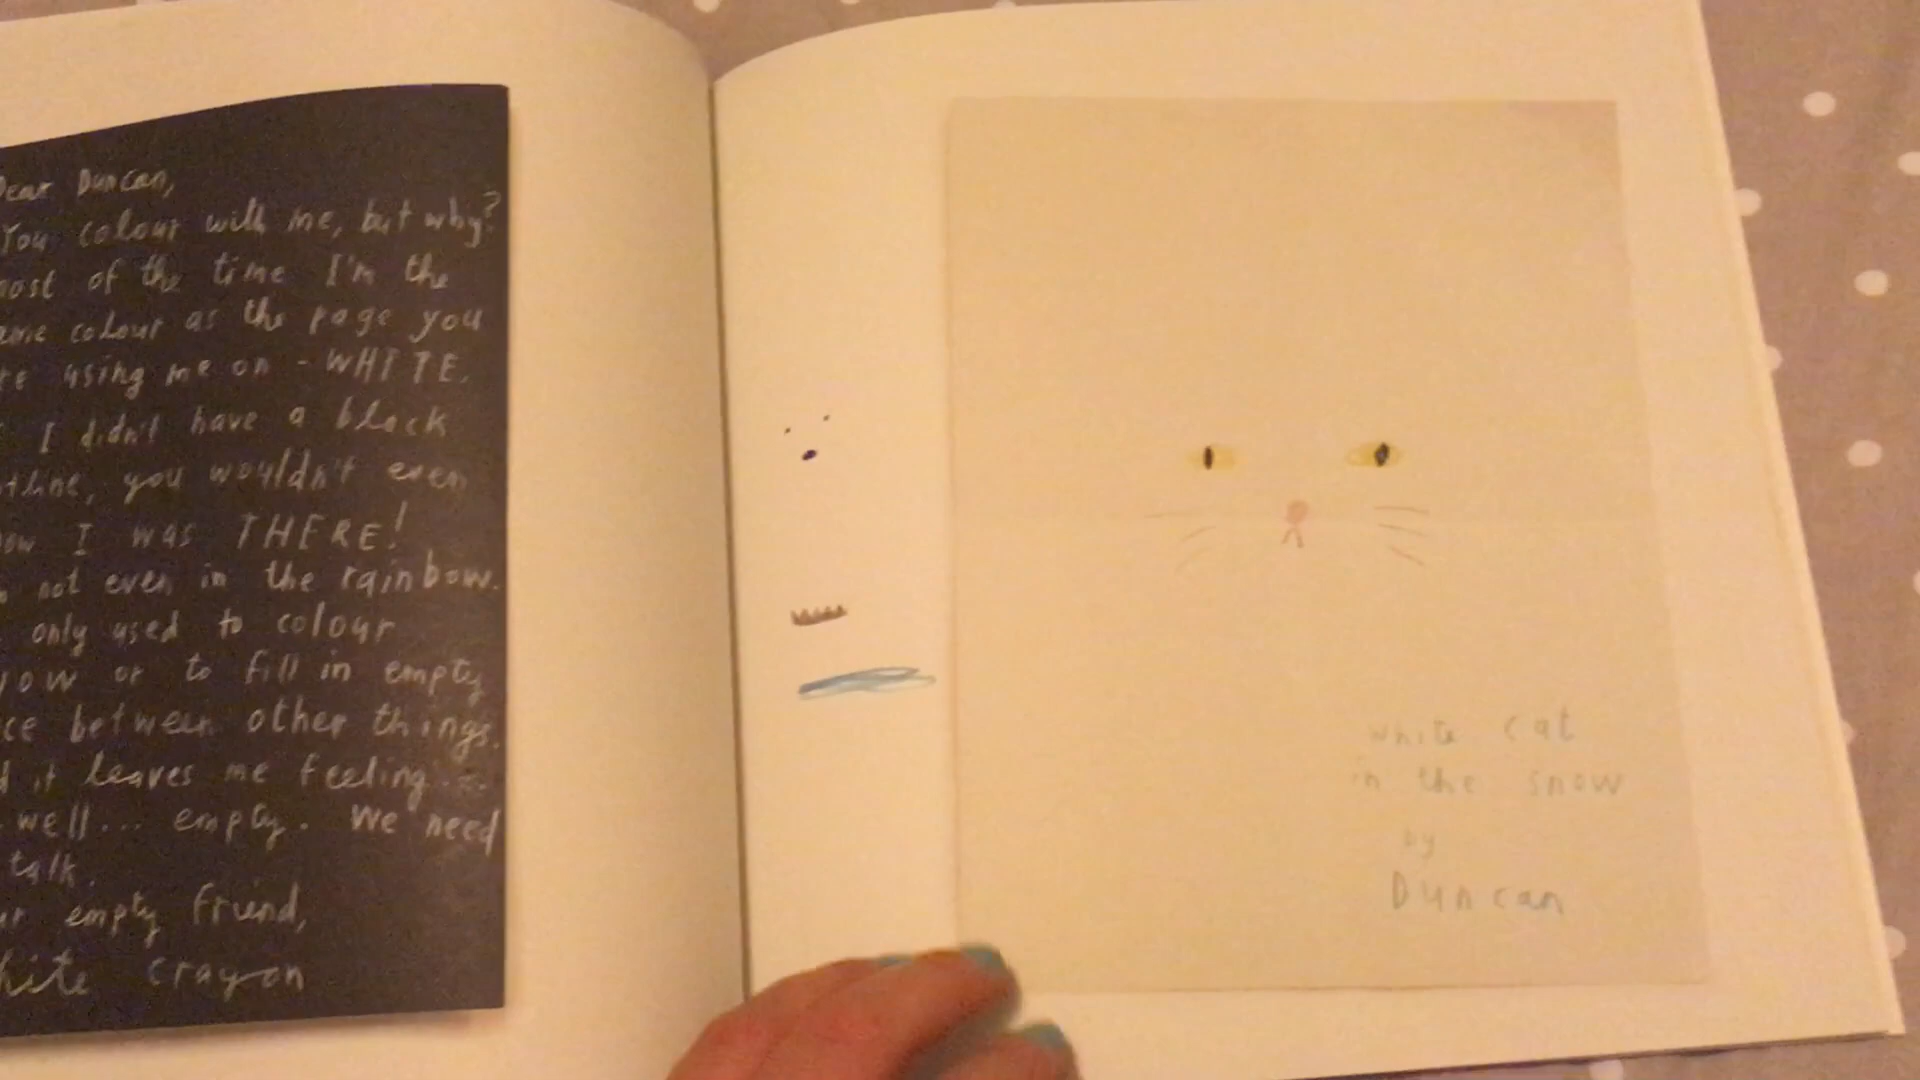 Dear Duncan,
You colour with me, but why?
most of the time I'm the
same colour as the page you
are using me on - WHITE.
I didn't have a black
outline, you wouldn't even
know I was THERE!
not even in the rainbow.
only used to colour
snow or to fill in empty
space between other things.
it leaves me feeling...
well... empty. We need
talk.
empty friend,
White crayon
white cat
in the snow
by
Duncan